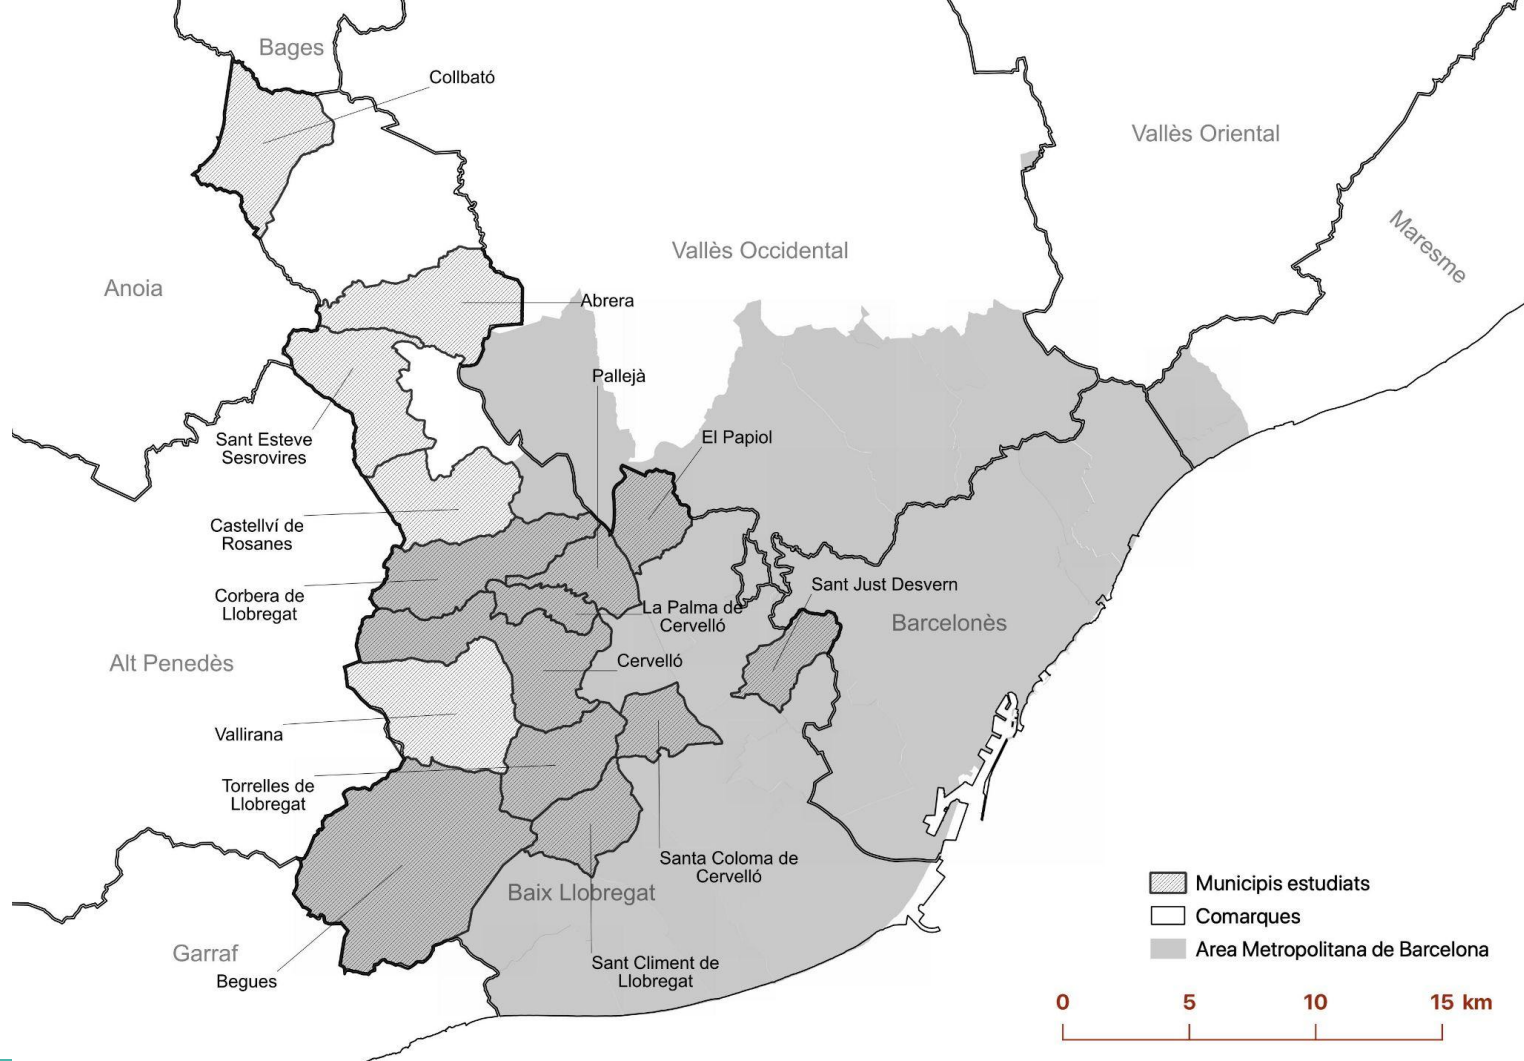 Bages
Collbató
Vallès Oriental
Maresme
Vallès Occidental
Anoia
Abrera
Pallejà
Sant Esteve
Sesrovires
El Papiol
Castellví de
Rosanes
Sant Just Desvern
Corbera de
Llobregat
La Palma de
Cervelló
Barcelonès
Alt Penedès
Cervelló
Vallirana
Torrelles de
Llobregat
Santa Coloma de
Cervelló
Baix Llobregat
Garraf
Begues
Sant Climent de
Llobregat
Municipis estudiats
Comarques
Area Metropolitana de Barcelona
0 5 10 15 km